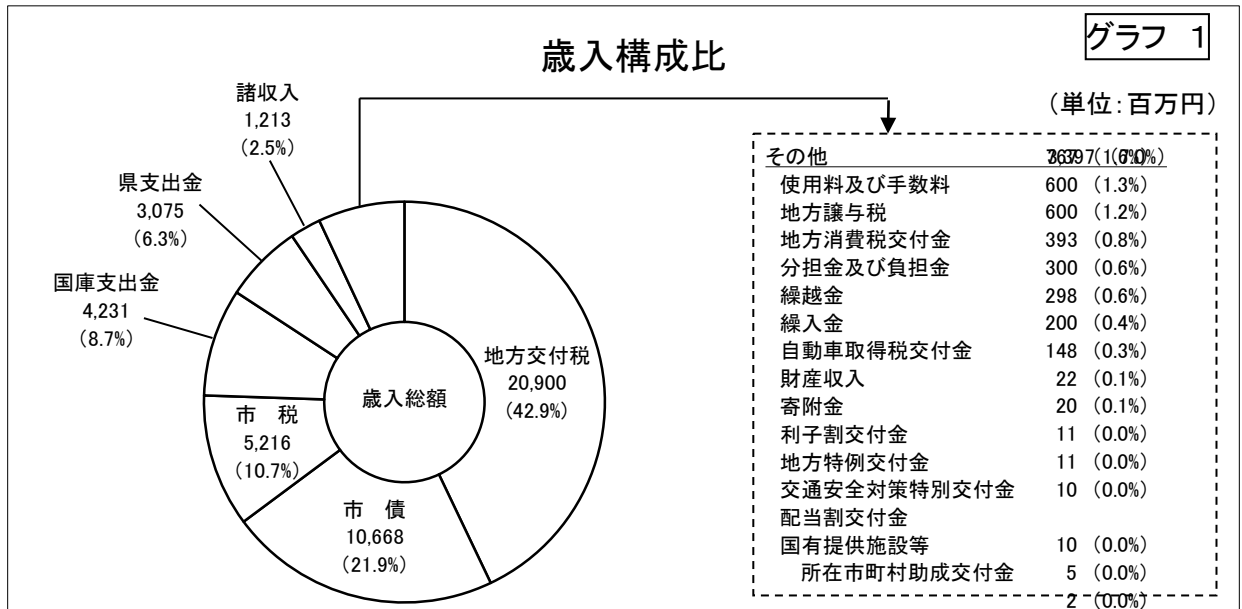 グラフ 1
歳入構成比
(単位:百万円)
諸収入
1,213
(2.5%)
県支出金
3,075
(6.3%)
国庫支出金
4,231
(8.7%)
市 税
5,216
(10.7%)
市 債
10,668
(21.9%)
地方交付税
20,900
(42.9%)
歳入総額
その他
使用料及び手数料 600 (1.3%)
地方譲与税 600 (1.2%)
地方消費税交付金 393 (0.8%)
分担金及び負担金 300 (0.6%)
繰越金 298 (0.6%)
繰入金 200 (0.4%)
自動車取得税交付金 148 (0.3%)
財産収入 22 (0.1%)
寄附金 20 (0.1%)
利子割交付金 11 (0.0%)
地方特例交付金 11 (0.0%)
交通安全対策特別交付金 10 (0.0%)
配当割交付金
国有提供施設等 10 (0.0%)
所在市町村助成交付金 5 (0.0%)
2 (0.0%)